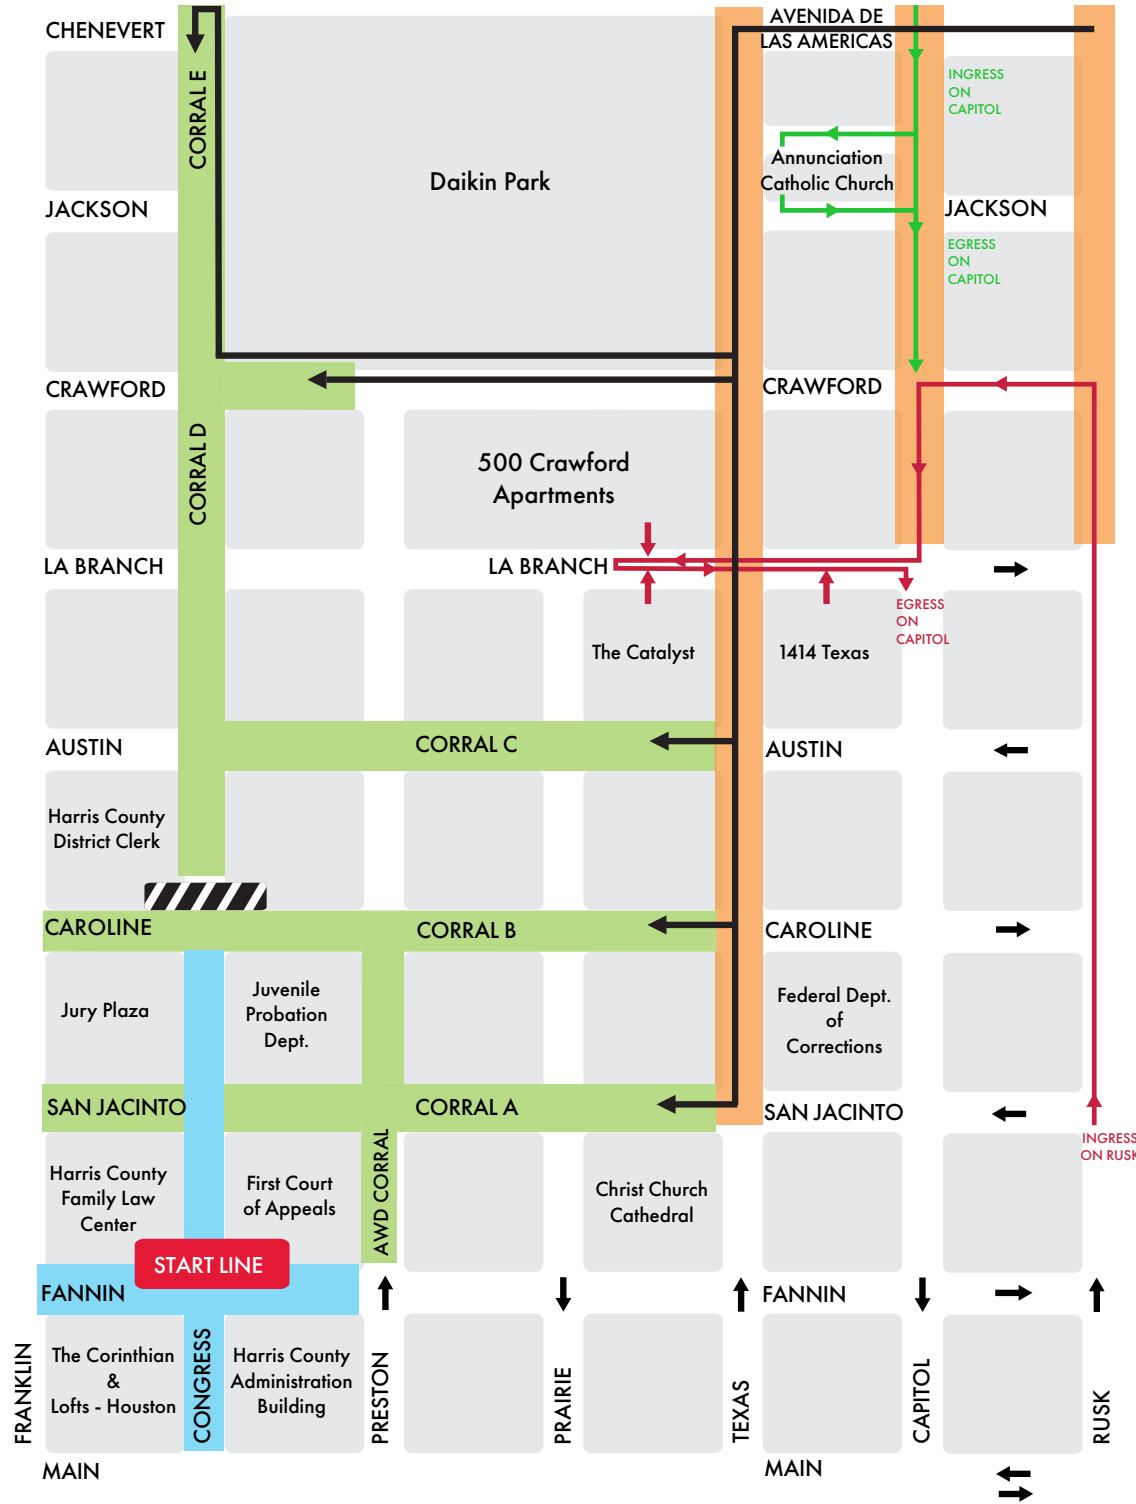 CHENEVERT
AVENIDA DE
LAS AMERICAS
CORRAL E
INGRESS
ON
CAPITOL
Daikin Park
Annunciation
Catholic Church
JACKSON
JACKSON
EGRESS
ON
CAPITOL
CRAWFORD
CRAWFORD
CORRAL D
500 Crawford
Apartments
LA BRANCH
LA BRANCH
EGRESS
ON
CAPITOL
The Catalyst
1414 Texas
AUSTIN
CORRAL C
AUSTIN
Harris County
District Clerk
CAROLINE
CORRAL B
CAROLINE
Jury Plaza
Juvenile
Probation
Dept.
Federal Dept.
of
Corrections
SAN JACINTO
CORRAL A
SAN JACINTO
INGRESS
ON RUSK
Harris County
Family Law
Center
First Court
of Appeals
AWD CORRAL
Christ Church
Cathedral
START LINE
FANNIN
FANNIN
FRANKLIN
The Corinthian
&
Lofts - Houston
CONGRESS
Harris County
Administration
Building
PRESTON
PRAIRIE
TEXAS
CAPITOL
RUSK
MAIN
MAIN